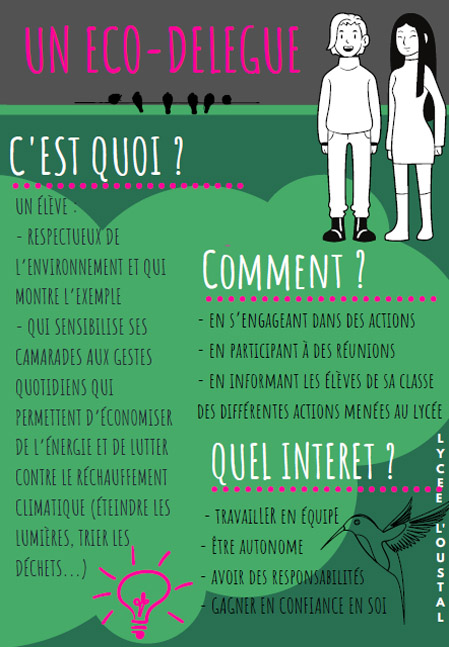 UN ECO-DELEGUE
C'EST QUOI ?
UN ÉLÈVE :
- RESPECTUEUX DE
L'ENVIRONNEMENT ET QUI
MONTRE L'EXEMPLE
- QUI SENSIBILISE SES
CAMARADES AUX GESTES
QUOTIDIENS QUI
PERMETTENT D'ÉCONOMISER
DE L'ÉNERGIE ET DE LUTTER
CONTRE LE RÉCHAUFFEMENT
CLIMATIQUE (ÉTEINDRE LES
LUMIÈRES, TRIER LES
DÉCHETS...)
Comment ?
- EN S'ENGAGEANT DANS DES ACTIONS
- EN PARTICIPANT À DES RÉUNIONS
- EN INFORMANT LES ÉLÈVES DE SA CLASSE
DES DIFFÉRENTES ACTIONS MENÉES AU LYCÉE
QUEL INTERET ?
- TRAVAILLER EN ÉQUIPE
- ÊTRE AUTONOME
- AVOIR DES RESPONSABILITÉS
- GAGNER EN CONFIANCE EN SOI
LYCEE L'OUSTAL